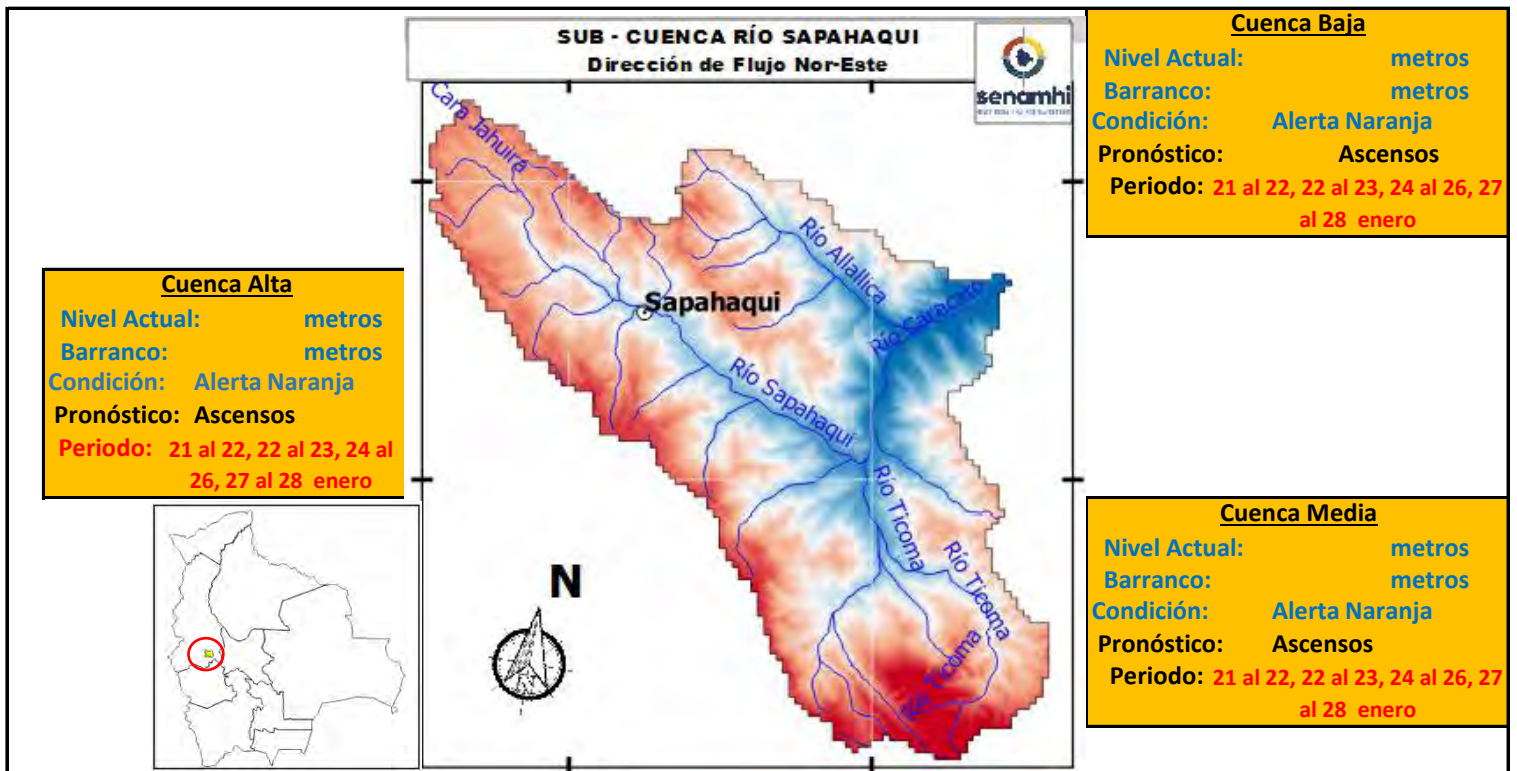 SUB - CUENCA RÍO SAPAHAQUI
Dirección de Flujo Nor-Este
senamhi
Cuenca Baja
Nivel Actual: metros
Barranco: metros
Condición: Alerta Naranja
Pronóstico: Ascensos
Periodo: 21 al 22, 22 al 23, 24 al 26, 27
al 28 enero
Cuenca Alta
Nivel Actual: metros
Barranco: metros
Condición: Alerta Naranja
Pronóstico: Ascensos
Periodo: 21 al 22, 22 al 23, 24 al
26, 27 al 28 enero
Cara Jahuira
Río Allallica
Río Caracato
Sapahaqui
Río Sapahaqui
Río Ticoma
Río Ticoma
Río Ticoma
N
Cuenca Media
Nivel Actual: metros
Barranco: metros
Condición: Alerta Naranja
Pronóstico: Ascensos
Periodo: 21 al 22, 22 al 23, 24 al 26, 27
al 28 enero